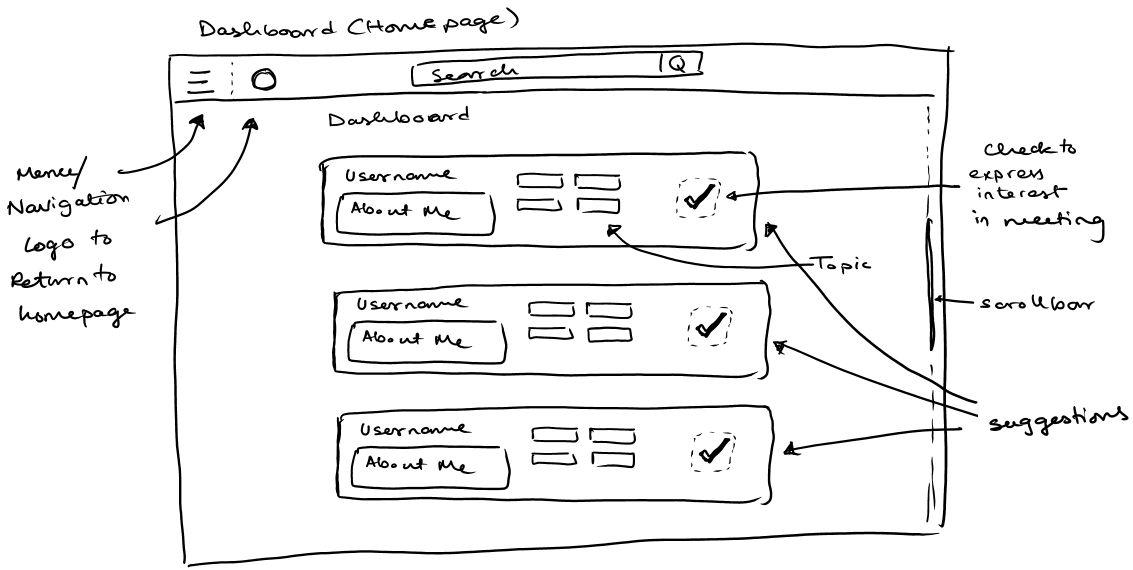 Dashboard (Homepage)
Search
Q
Dashboard
Menu/
Navigation
Logo to
Return to
homepage
Username
About Me
Check to
express
interest
in meeting
Topic
Username
About Me
scrollbar
Username
About Me
suggestions